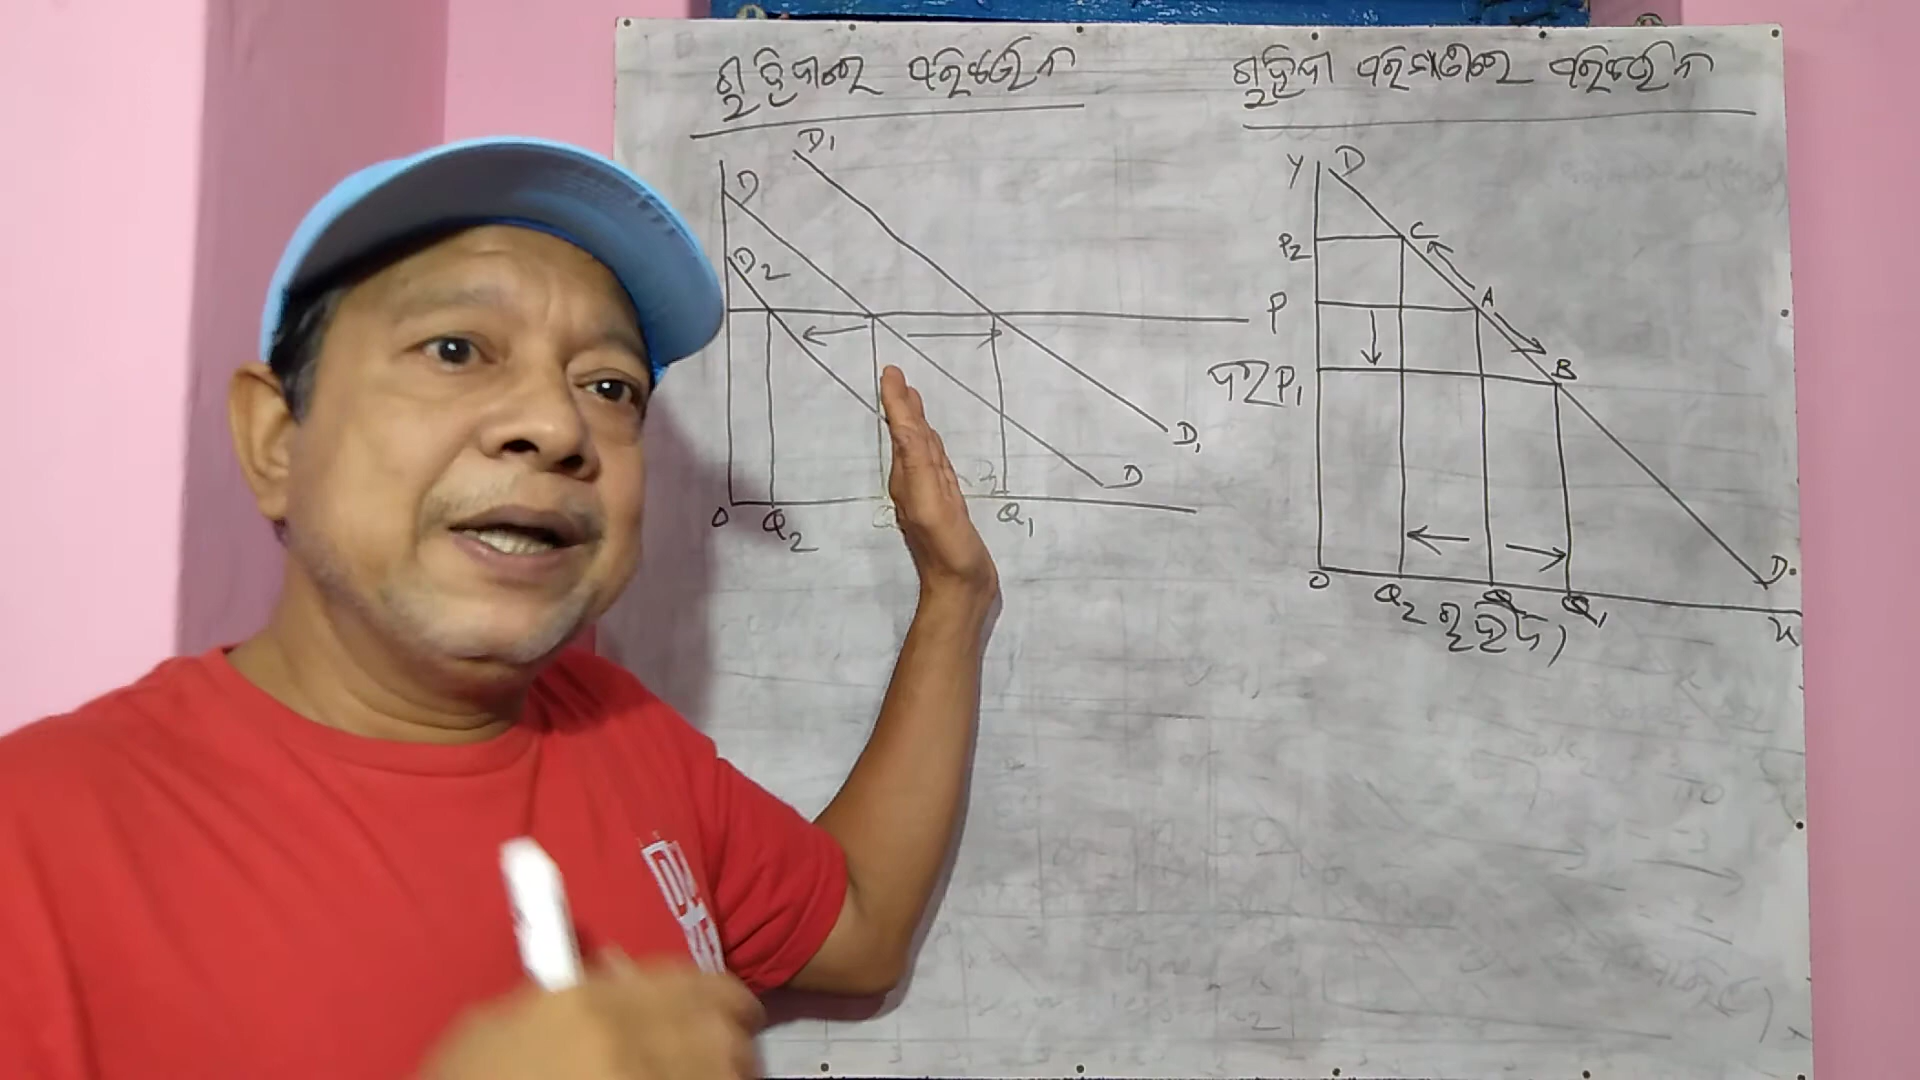 ଚାହିଦାରେ ପରିବର୍ତ୍ତନ
D1
D
D2
D1
D
O Q2 Q Q1
ଚାହିଦା ପରିମାଣରେ ପରିବର୍ତ୍ତନ
Y D
P2 C
P A
P1 B
D
O Q2 Q Q1
ଚାହିଦା